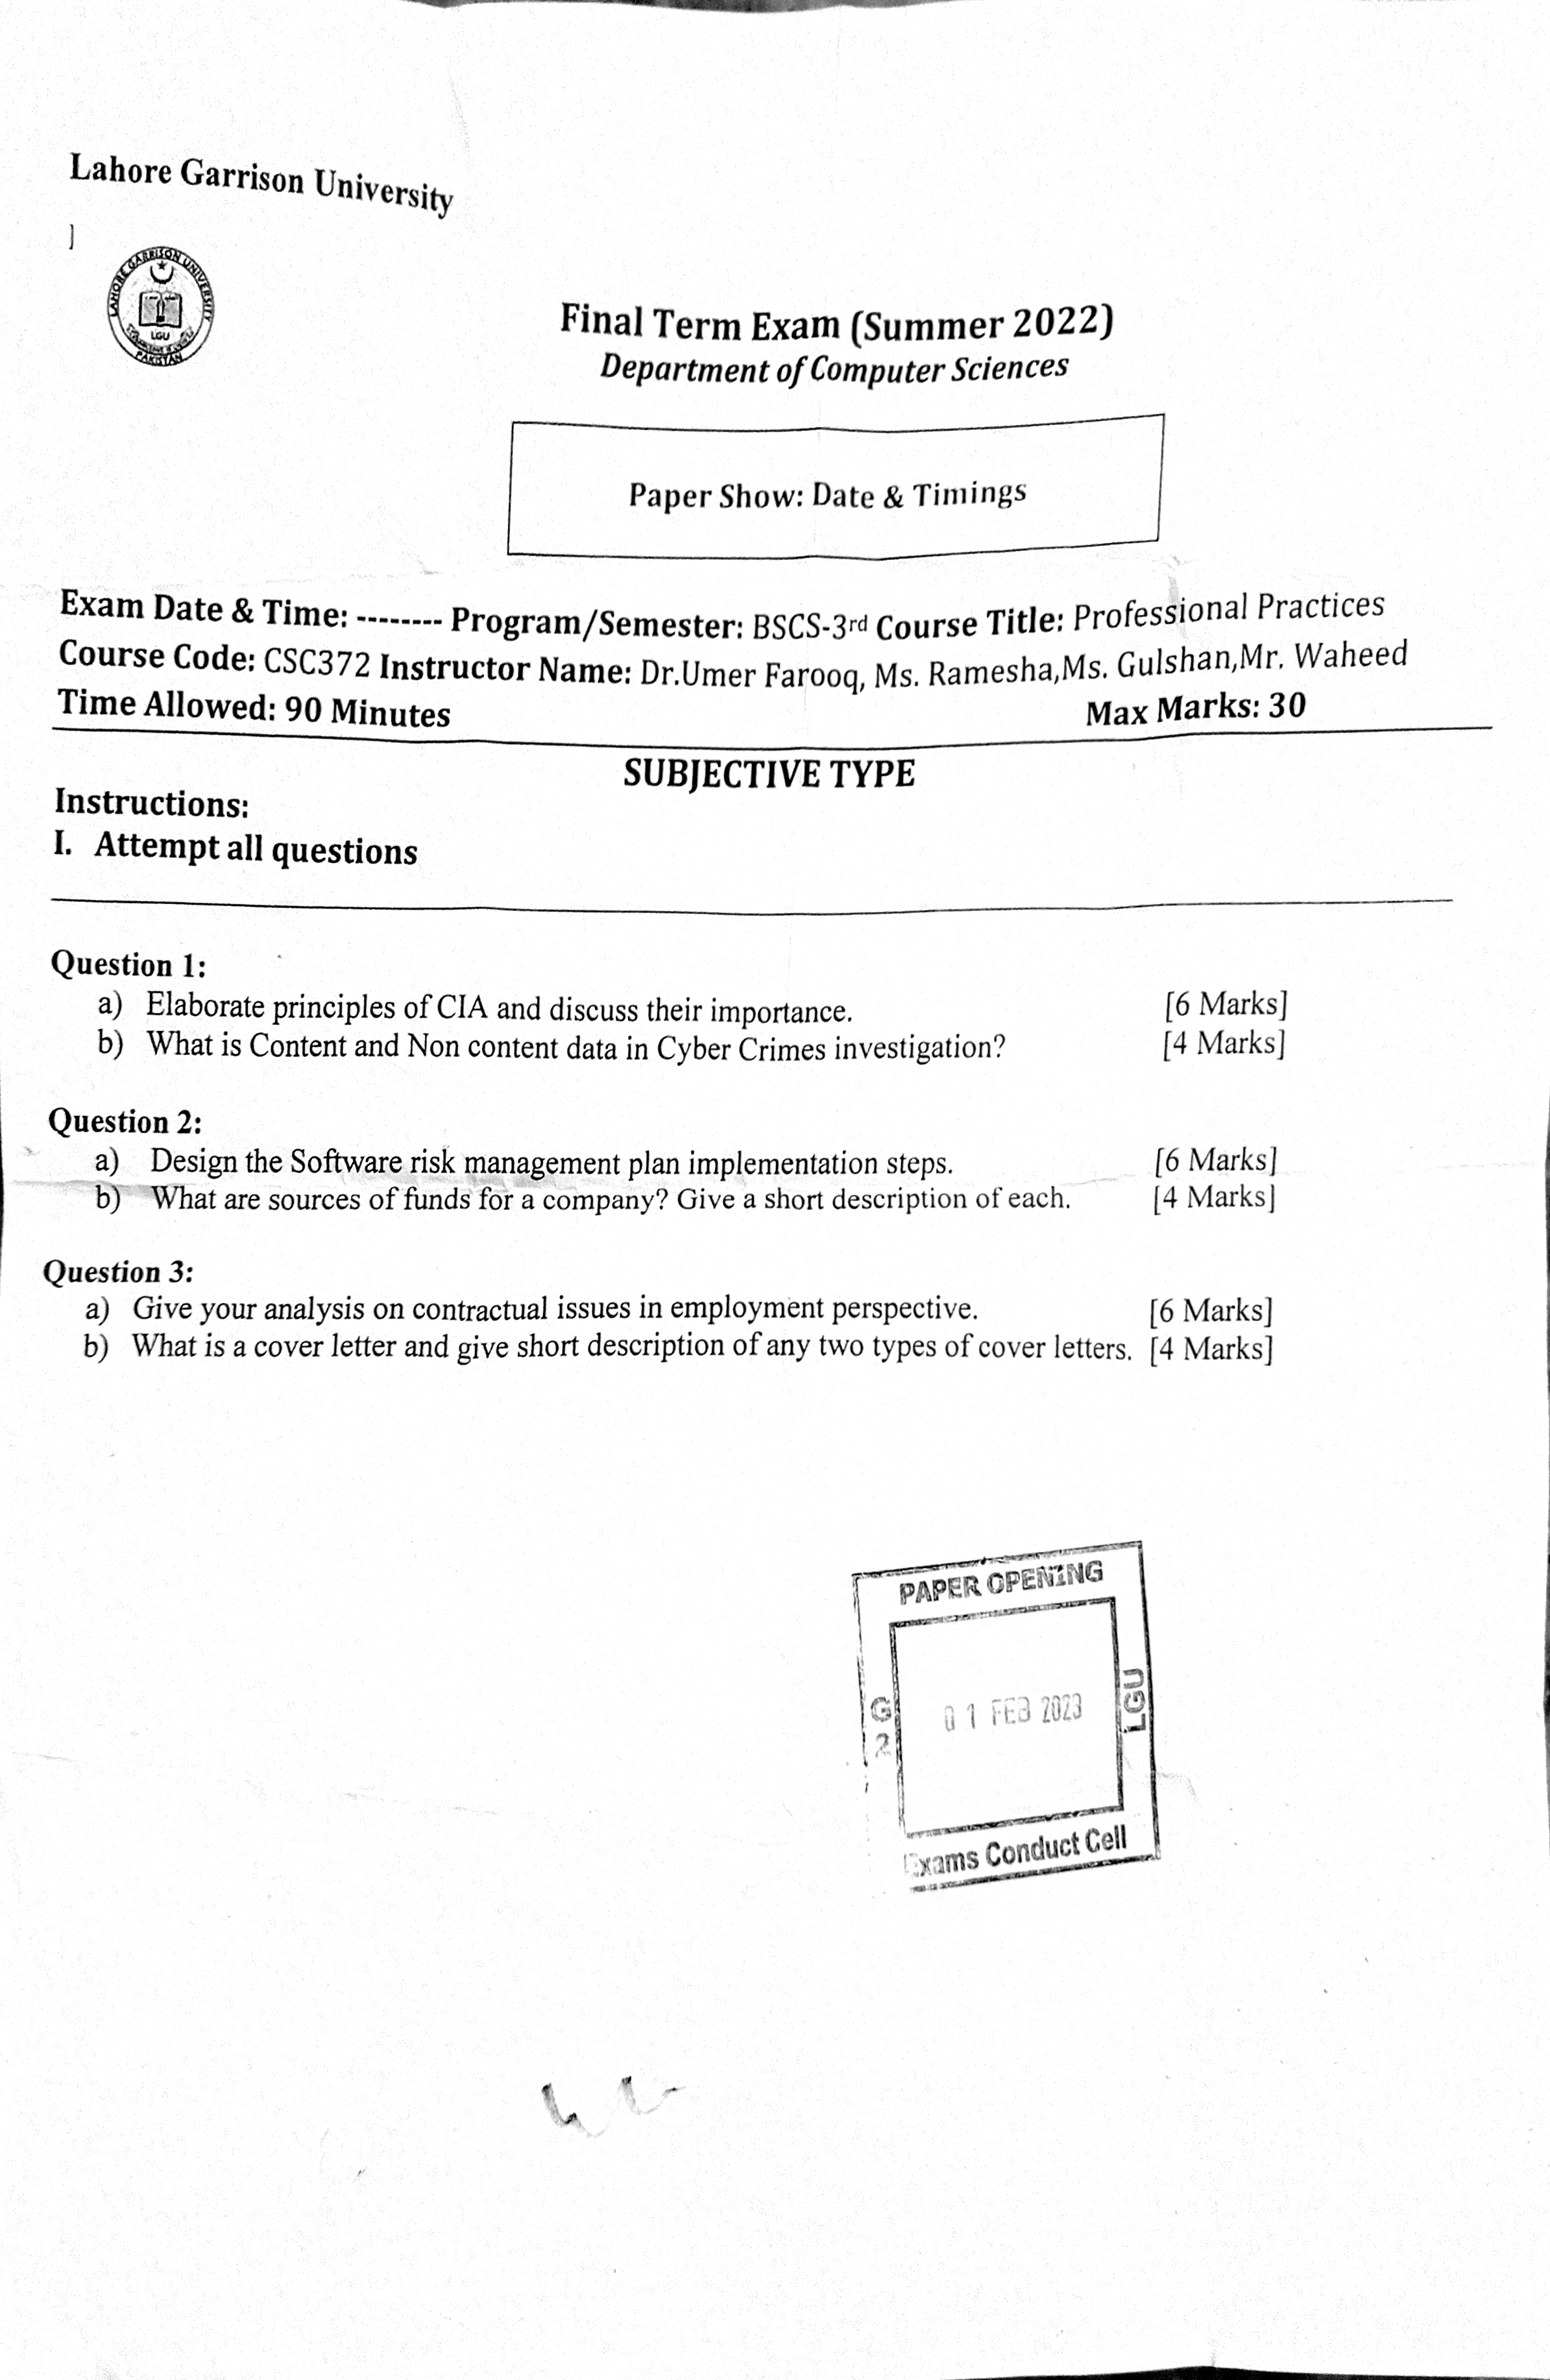 Lahore Garrison University
]
LAHORE GARRISON UNIVERSITY
LGU
PAKISTAN
Final Term Exam (Summer 2022)
Department of Computer Sciences
Paper Show: Date & Timings
Exam Date & Time: -------- Program/Semester: BSCS-3rd Course Title: Professional Practices
Course Code: CSC372 Instructor Name: Dr.Umer Farooq, Ms. Ramesha,Ms. Gulshan,Mr. Waheed
Time Allowed: 90 Minutes Max Marks: 30
SUBJECTIVE TYPE
Instructions:
I. Attempt all questions
Question 1:
a) Elaborate principles of CIA and discuss their importance. [6 Marks]
b) What is Content and Non content data in Cyber Crimes investigation? [4 Marks]
Question 2:
a) Design the Software risk management plan implementation steps. [6 Marks]
b) What are sources of funds for a company? Give a short description of each. [4 Marks]
Question 3:
a) Give your analysis on contractual issues in employment perspective. [6 Marks]
b) What is a cover letter and give short description of any two types of cover letters. [4 Marks]
PAPER OPENING
G
2
01 FEB 2023
LGU
Exams Conduct Cell